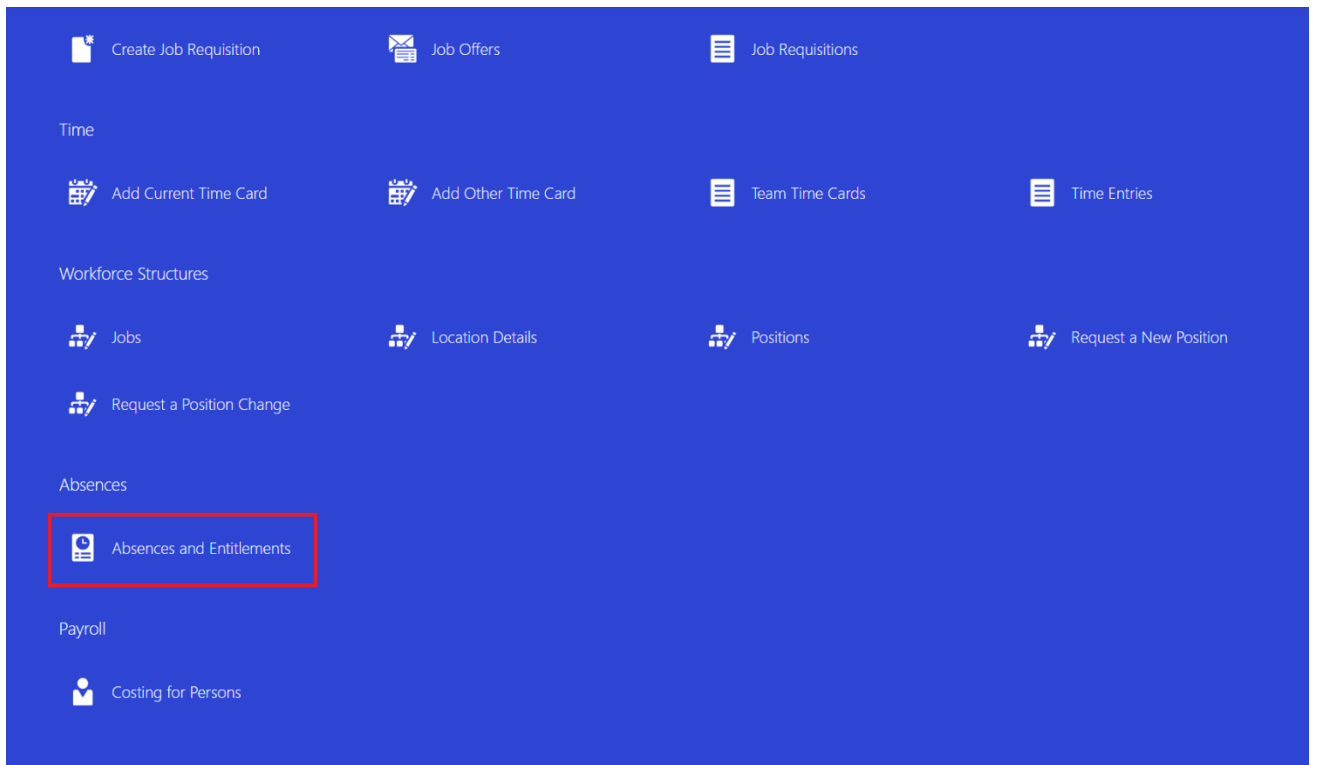 Create Job Requisition
Job Offers
Job Requisitions
Time
Add Current Time Card
Add Other Time Card
Team Time Cards
Time Entries
Workforce Structures
Jobs
Location Details
Positions
Request a New Position
Request a Position Change
Absences
Absences and Entitlements
Payroll
Costing for Persons